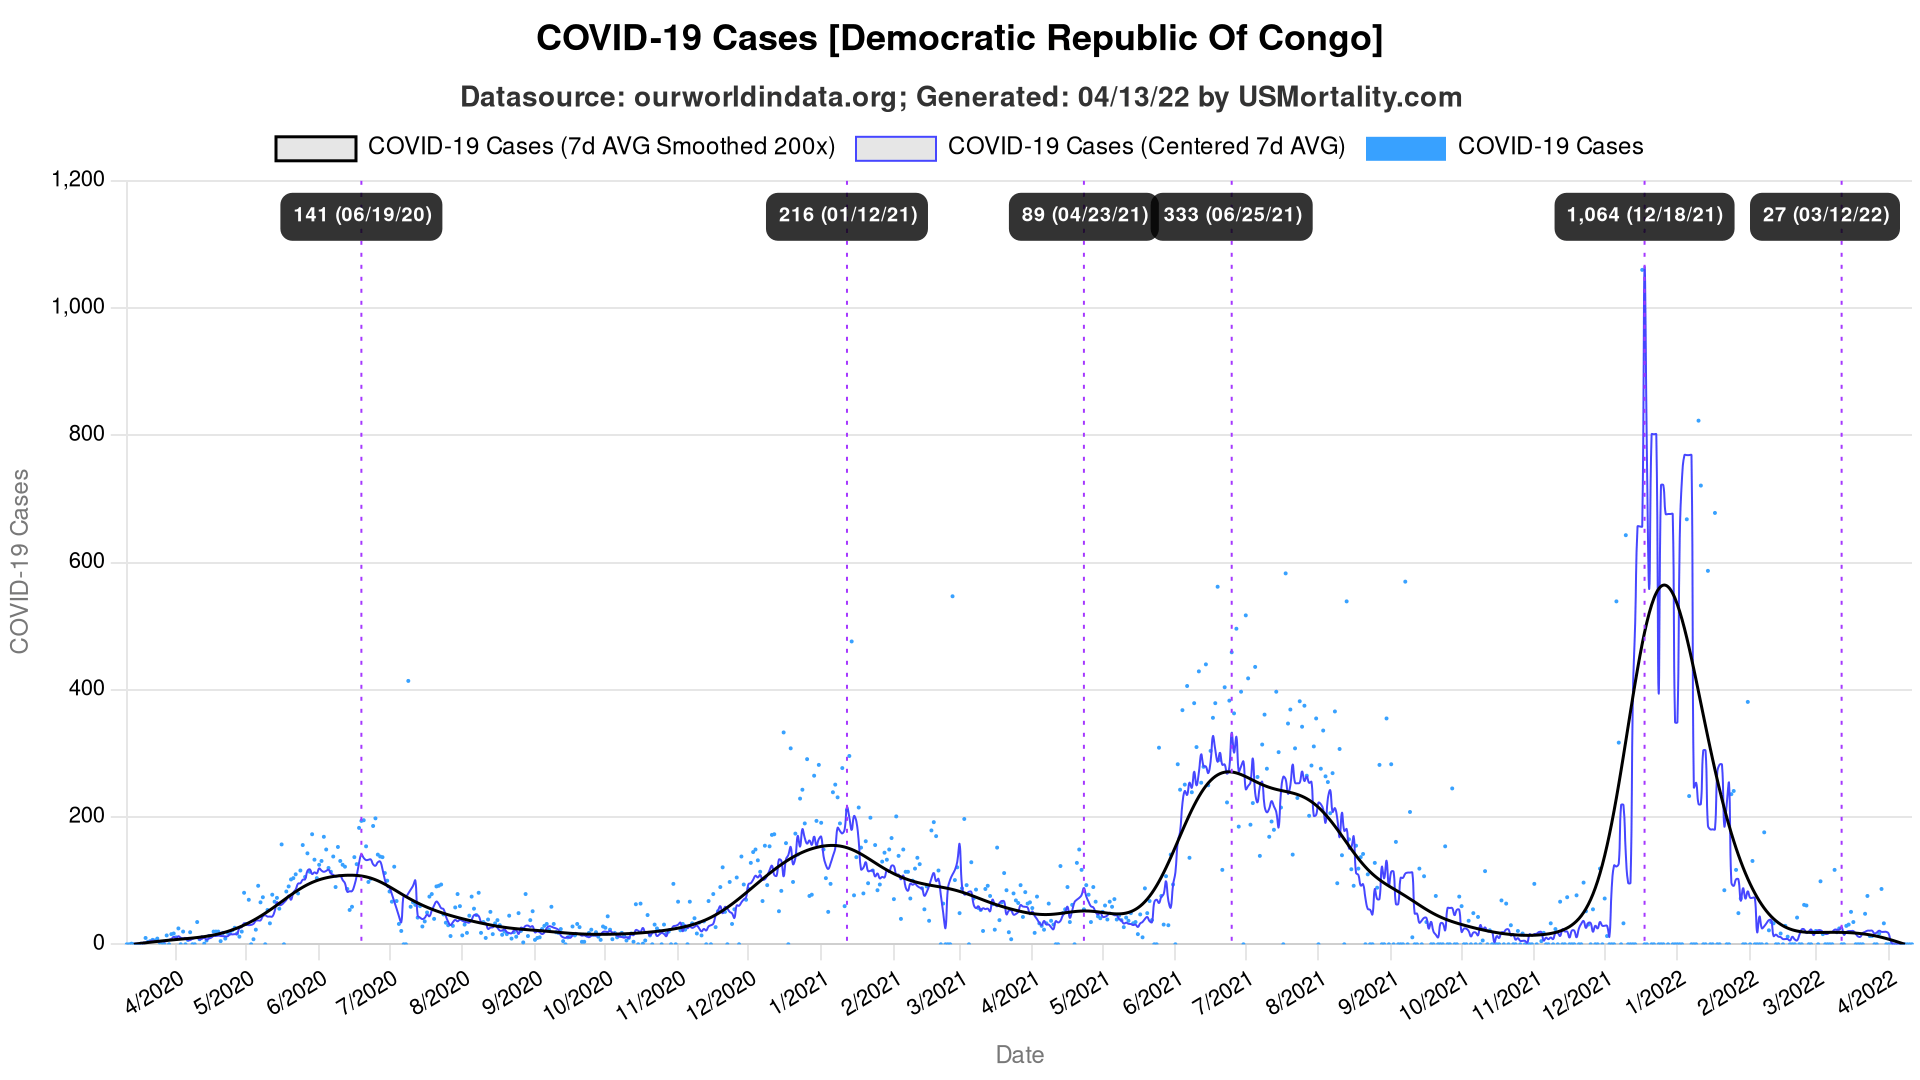 COVID-19 Cases [Democratic Republic Of Congo]
Datasource: ourworldindata.org; Generated: 04/13/22 by USMortality.com
COVID-19 Cases (7d AVG Smoothed 200x) COVID-19 Cases (Centered 7d AVG) COVID-19 Cases
1,200
141 (06/19/20) 216 (01/12/21) 89 (04/23/21) 333 (06/25/21) 1,064 (12/18/21) 27 (03/12/22)
1,000
800
600
400
200
0
COVID-19 Cases
4/2020 5/2020 6/2020 7/2020 8/2020 9/2020 10/2020 11/2020 12/2020 1/2021 2/2021 3/2021 4/2021 5/2021 6/2021 7/2021 8/2021 9/2021 10/2021 11/2021 12/2021 1/2022 2/2022 3/2022 4/2022
Date